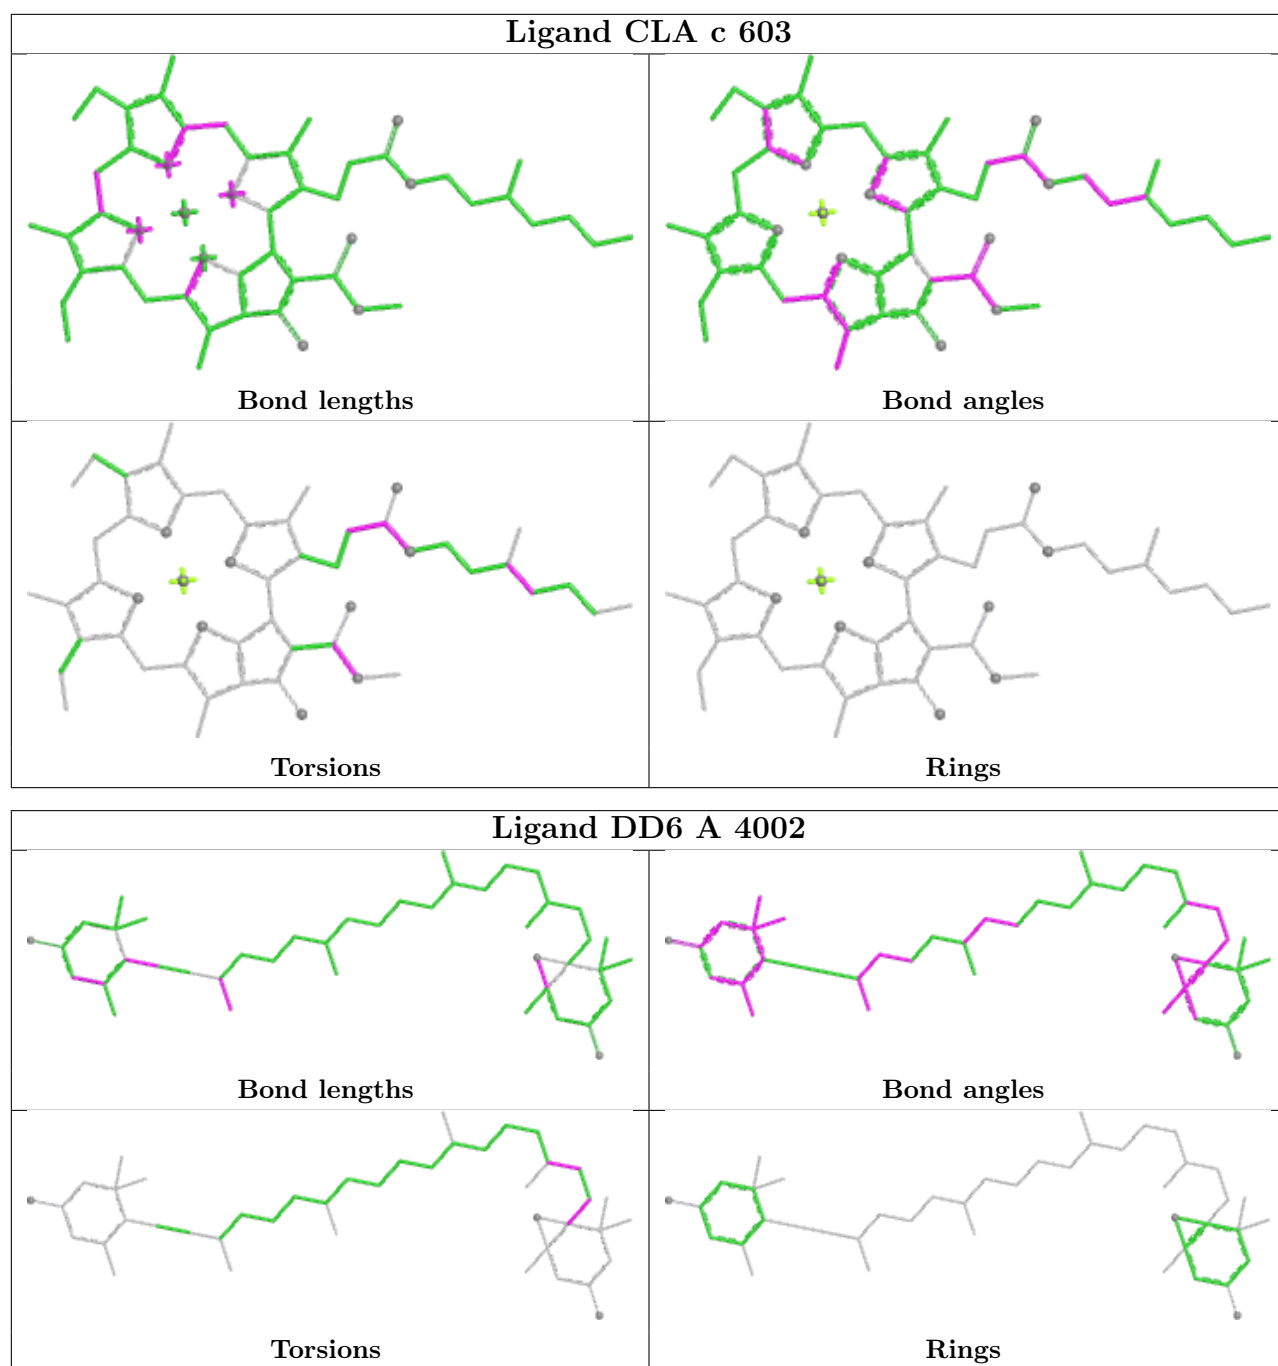 Ligand CLA c 603
Bond lengths
Bond angles
Torsions
Rings
Ligand DD6 A 4002
Bond lengths
Bond angles
Torsions
Rings